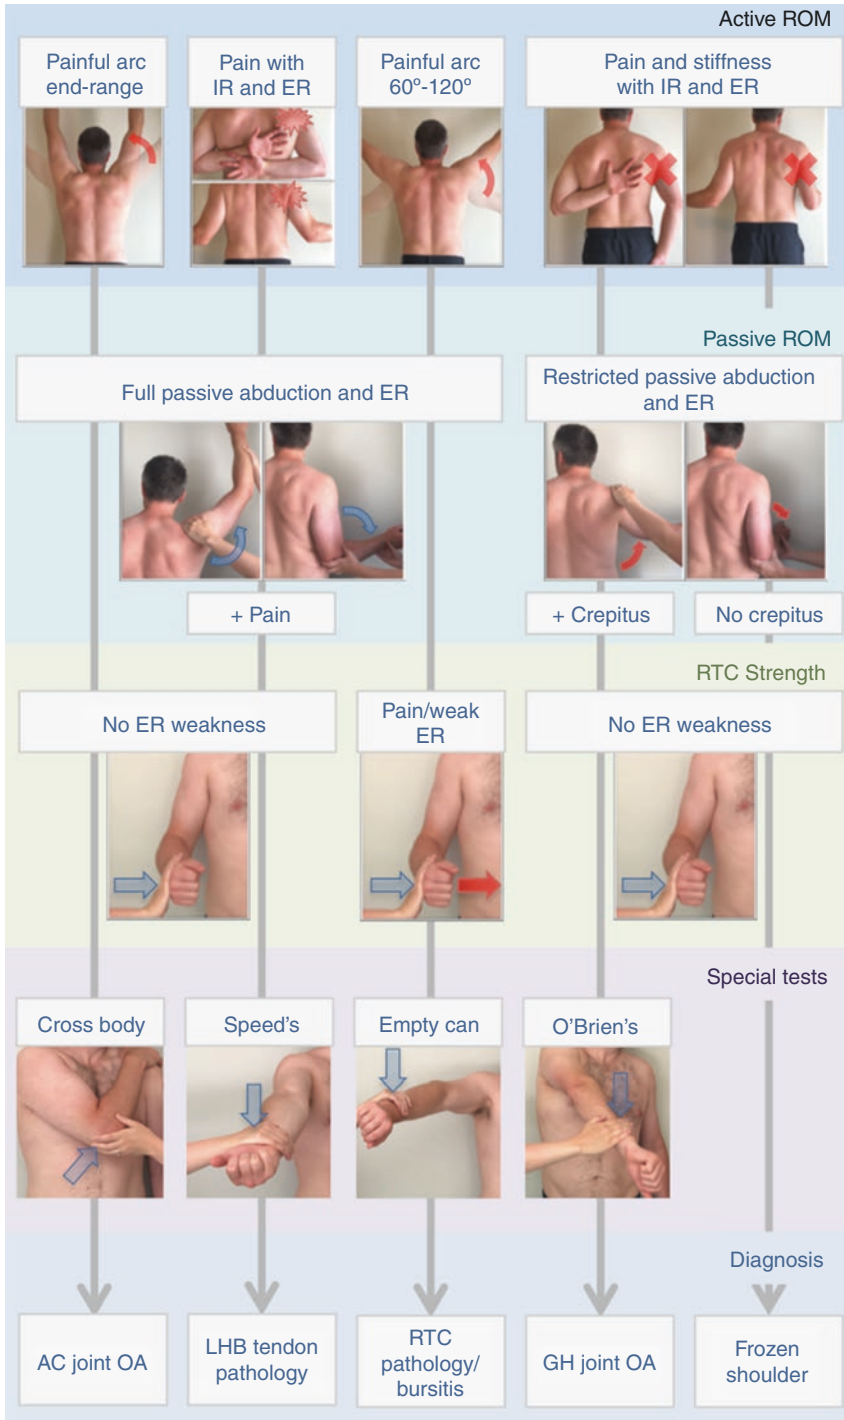 Active ROM
Painful arc
end-range
Pain with
IR and ER
Painful arc
60º-120º
Pain and stiffness
with IR and ER
Passive ROM
Full passive abduction and ER
Restricted passive abduction
and ER
+ Pain
+ Crepitus
No crepitus
RTC Strength
No ER weakness
Pain/weak
ER
No ER weakness
Special tests
Cross body
Speed's
Empty can
O'Brien's
Diagnosis
AC joint OA
LHB tendon
pathology
RTC
pathology/
bursitis
GH joint OA
Frozen
shoulder